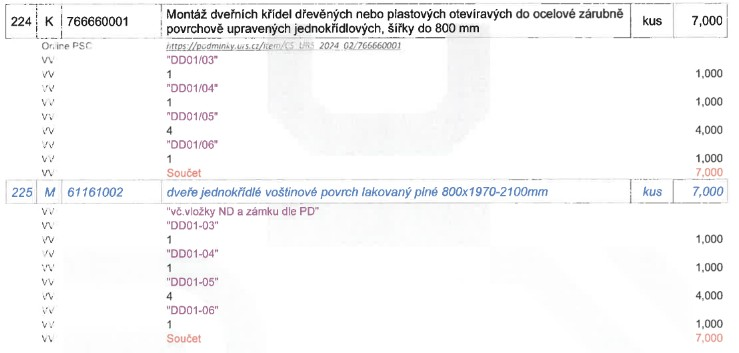 224 K 766660001 Montáž dveřních křídel dřevěných nebo plastových otevíravých do ocelové zárubně povrchově upravených jednokřídlových, šířky do 800 mm kus 7,000
Online PSC https://podminky.urs.cz/item/CS_URS_2024_02/766660001
VV "DD01/03"
VV 1 1,000
VV "DD01/04"
VV 1 1,000
VV "DD01/05"
VV 4 4,000
VV "DD01/06"
VV 1 1,000
VV Součet 7,000
225 M 61161002 dveře jednokřídlé voštinové povrch lakovaný plné 800x1970-2100mm kus 7,000
VV "vč.vložky ND a zámku dle PD"
VV "DD01-03"
VV 1 1,000
VV "DD01-04"
VV 1 1,000
VV "DD01-05"
VV 4 4,000
VV "DD01-06"
VV 1 1,000
VV Součet 7,000